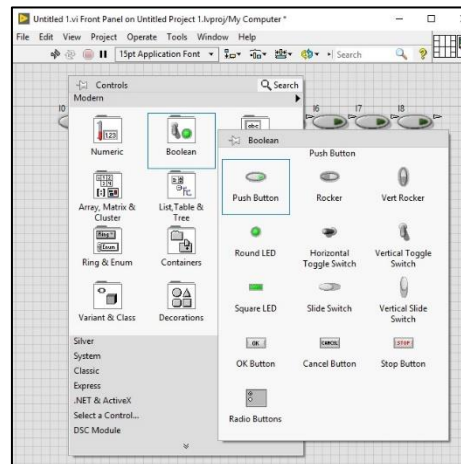 Untitled 1.vi Front Panel on Untitled Project 1.lvproj/My Computer *
File Edit View Project Operate Tools Window Help
15pt Application Font Search
Controls Search
Modern
I0 I6 I7 I8
Numeric Boolean
Array, Matrix & Cluster List, Table & Tree
Ring & Enum Containers
Variant & Class Decorations
Silver
System
Classic
Express
.NET & ActiveX
Select a Control...
DSC Module
Boolean
Push Button
Push Button Rocker Vert Rocker
Round LED Horizontal Toggle Switch Vertical Toggle Switch
Square LED Slide Switch Vertical Slide Switch
OK CANCEL STOP
OK Button Cancel Button Stop Button
Radio Buttons